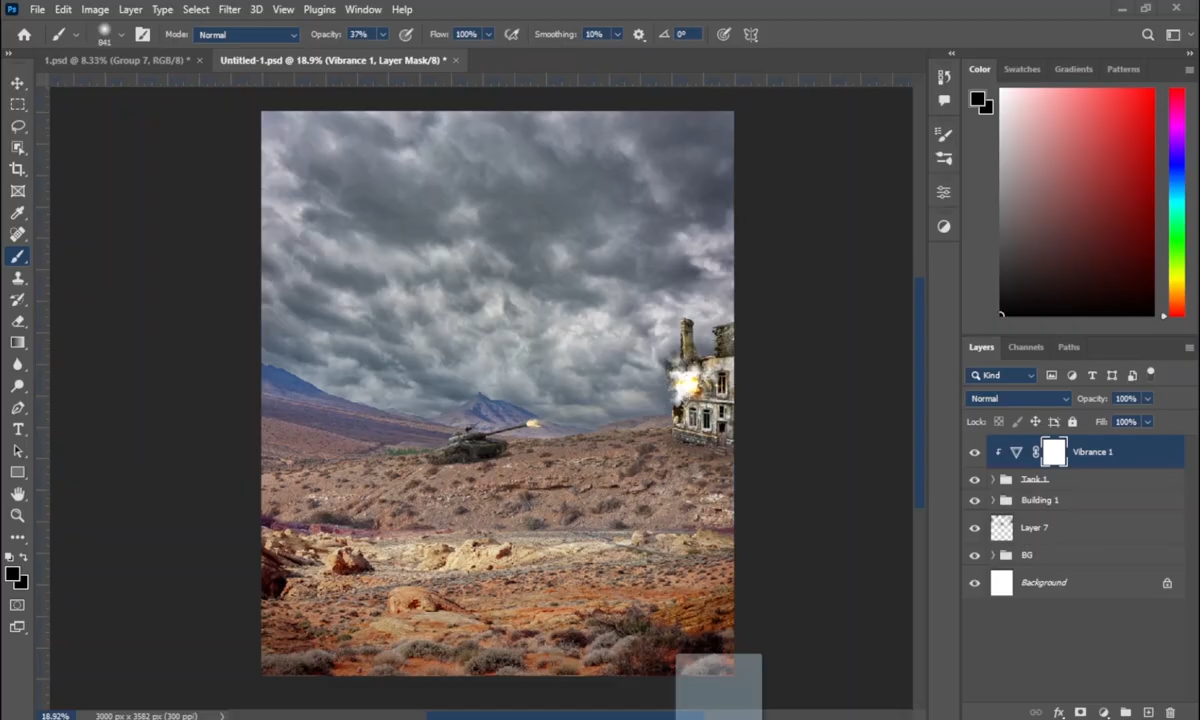 Ps File Edit Image Layer Type Select Filter 3D View Plugins Window Help
841 Mode: Normal Opacity: 37% Flow: 100% Smoothing: 10% 0°
1.psd @ 8.33% (Group 7, RGB/8) * × Untitled-1.psd @ 18.9% (Vibrance 1, Layer Mask/8) * ×
Color Swatches Gradients Patterns
Layers Channels Paths
Kind
Normal Opacity: 100%
Lock: Fill: 100%
Vibrance 1
Tank 1
Building 1
Layer 7
BG
Background
18.92% 3000 px x 3582 px (300 ppi)